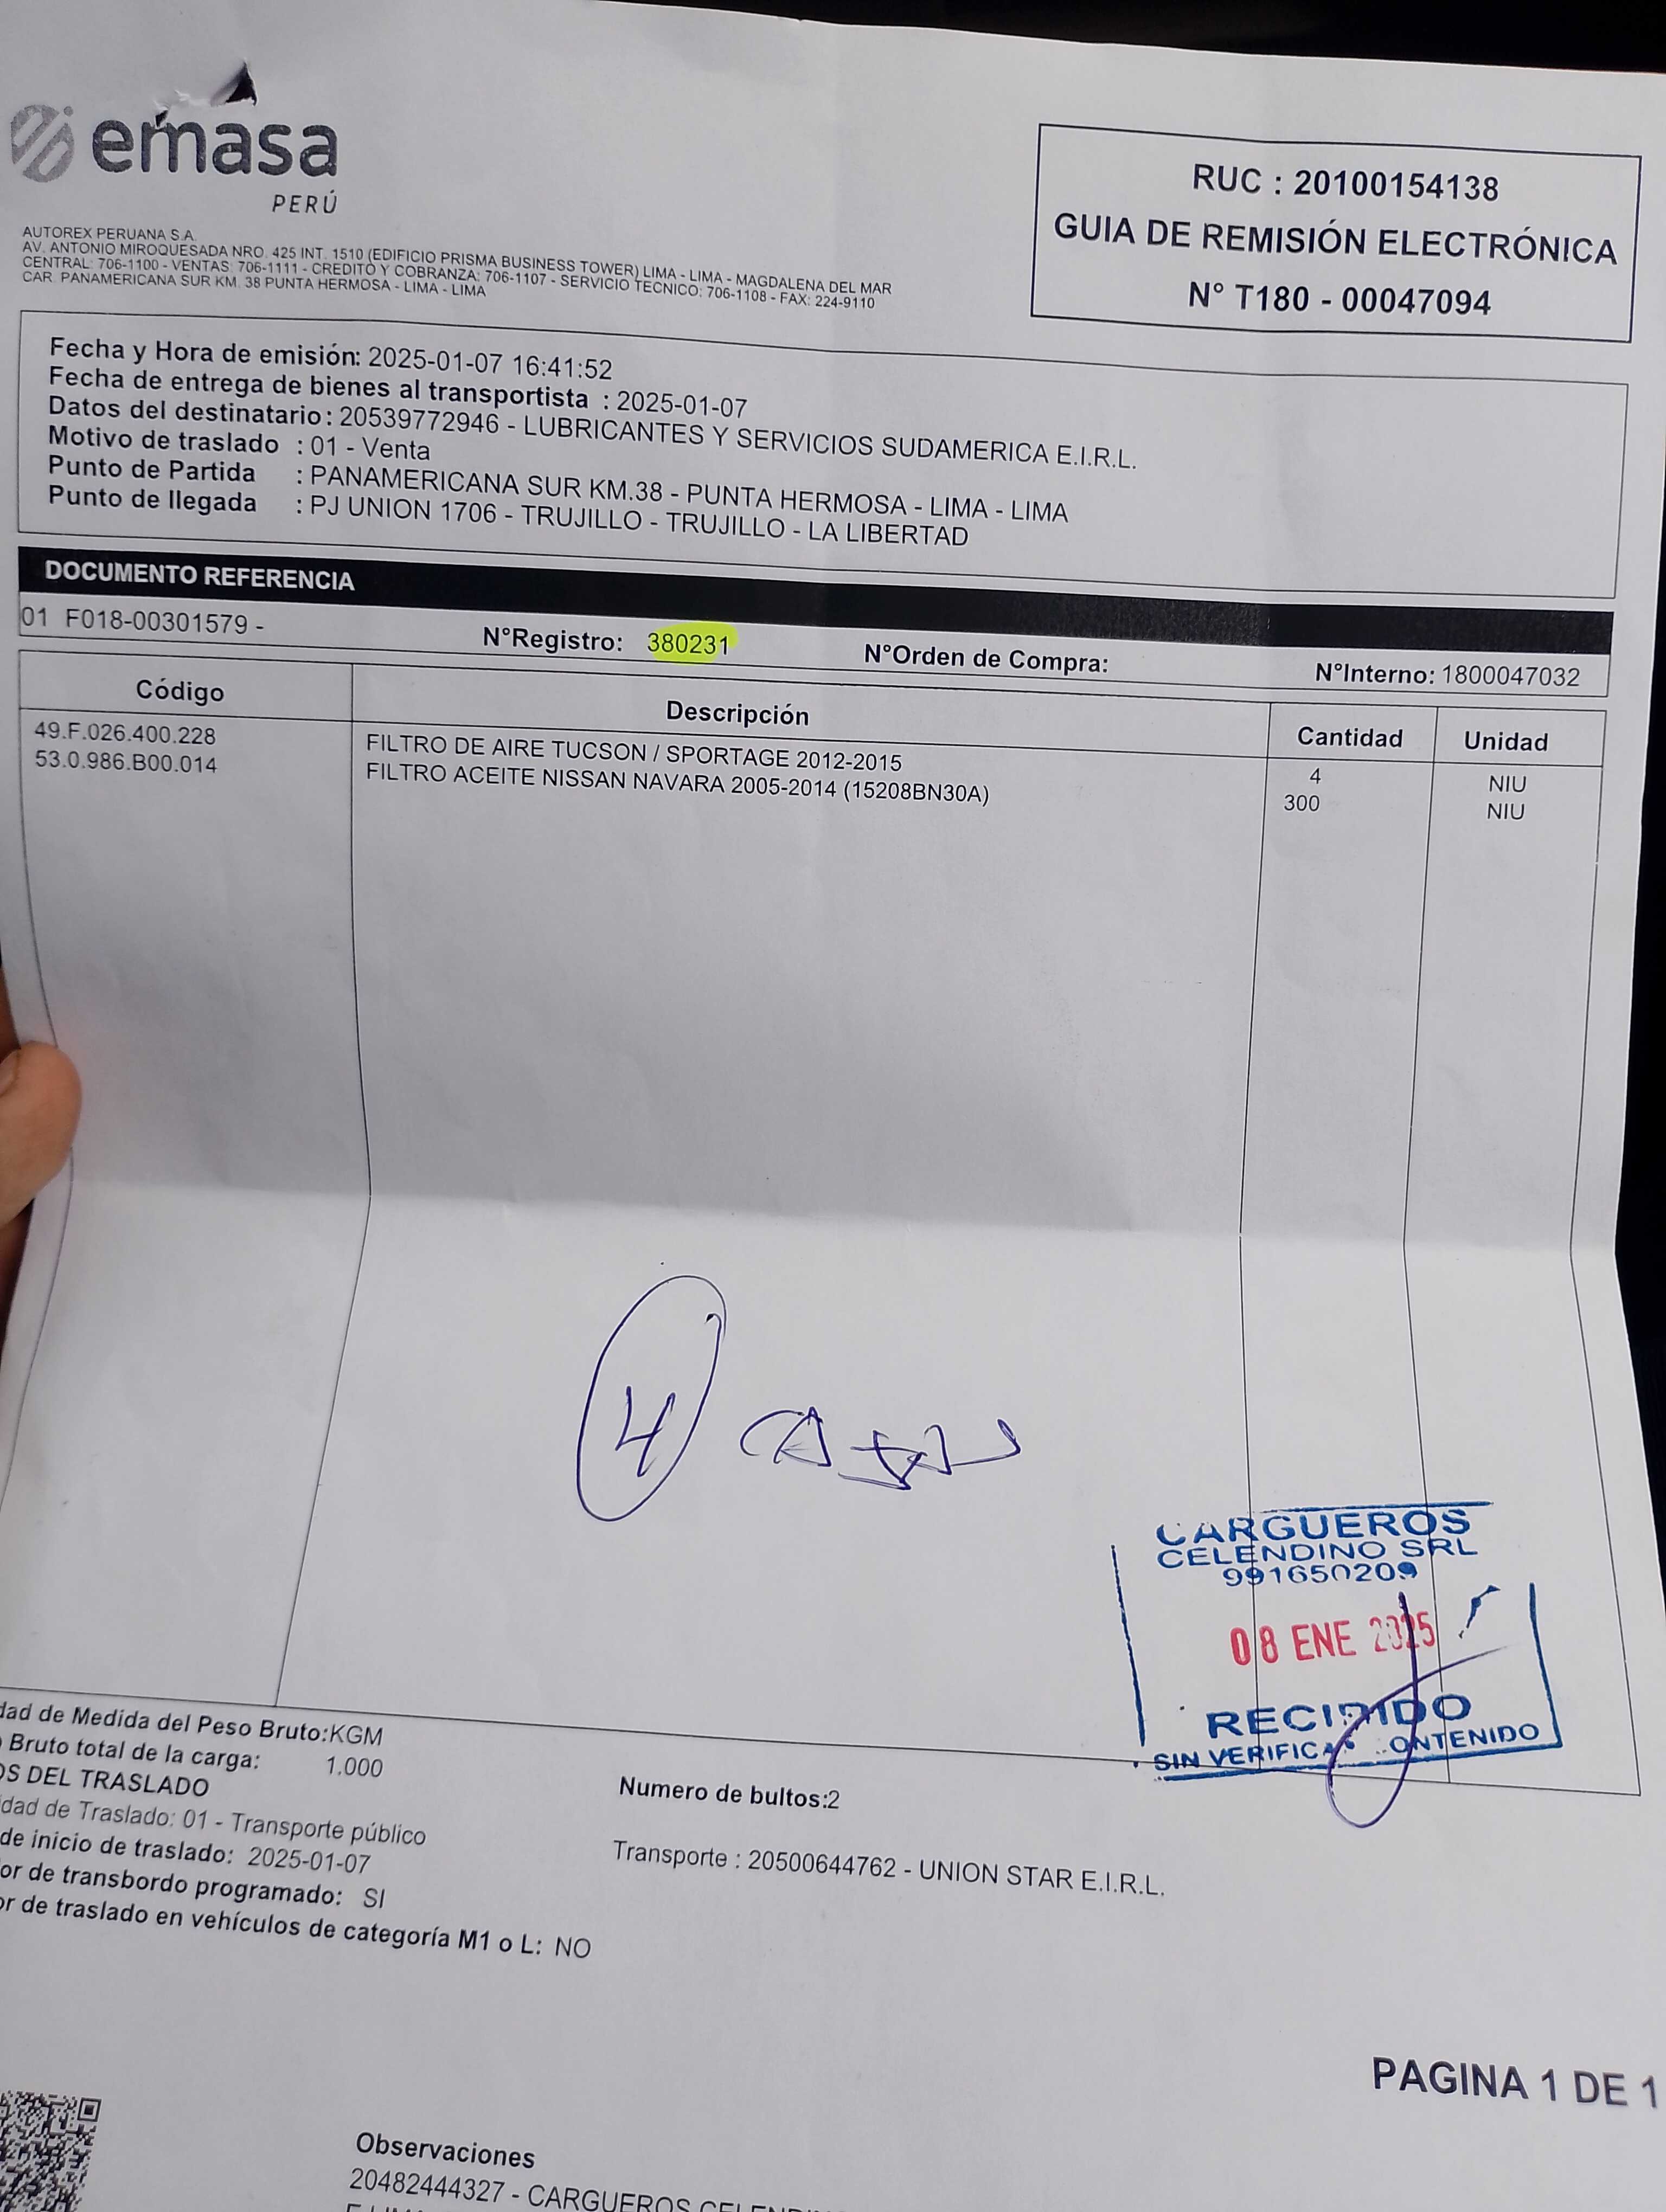 emasa
PERÚ
RUC : 20100154138
GUIA DE REMISIÓN ELECTRÓNICA
N° T180 - 00047094
AUTOREX PERUANA S.A.
AV. ANTONIO MIROQUESADA NRO. 425 INT. 1510 (EDIFICIO PRISMA BUSINESS TOWER) LIMA - LIMA - MAGDALENA DEL MAR
CENTRAL: 706-1100 - VENTAS: 706-1111 - CREDITO Y COBRANZA: 706-1107 - SERVICIO TECNICO: 706-1108 - FAX: 224-9110
CAR. PANAMERICANA SUR KM. 38 PUNTA HERMOSA - LIMA - LIMA
Fecha y Hora de emisión: 2025-01-07 16:41:52
Fecha de entrega de bienes al transportista : 2025-01-07
Datos del destinatario : 20539772946 - LUBRICANTES Y SERVICIOS SUDAMERICA E.I.R.L.
Motivo de traslado : 01 - Venta
Punto de Partida : PANAMERICANA SUR KM.38 - PUNTA HERMOSA - LIMA - LIMA
Punto de llegada : PJ UNION 1706 - TRUJILLO - TRUJILLO - LA LIBERTAD
DOCUMENTO REFERENCIA
01 F018-00301579 - N°Registro: 380231 N°Orden de Compra: N°Interno: 1800047032
Código Descripción Cantidad Unidad
49.F.026.400.228 FILTRO DE AIRE TUCSON / SPORTAGE 2012-2015 4 NIU
53.0.986.B00.014 FILTRO ACEITE NISSAN NAVARA 2005-2014 (15208BN30A) 300 NIU
4
CARGUEROS
CELENDINO SRL
991650209
08 ENE 2025
RECIBIDO
SIN VERIFICAR CONTENIDO
dad de Medida del Peso Bruto:KGM
Bruto total de la carga: 1.000
OS DEL TRASLADO
Numero de bultos:2
idad de Traslado: 01 - Transporte público
de inicio de traslado: 2025-01-07
Transporte : 20500644762 - UNION STAR E.I.R.L.
or de transbordo programado: SI
or de traslado en vehículos de categoría M1 o L: NO
PAGINA 1 DE 1
Observaciones
20482444327 - CARGUEROS